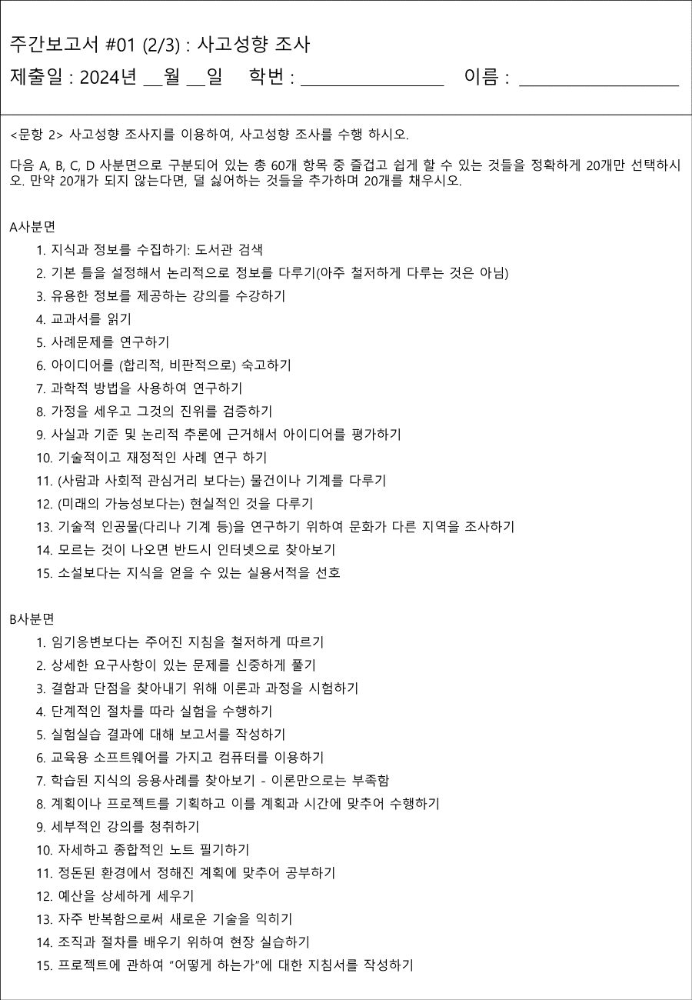 주간보고서 #01 (2/3) : 사고성향 조사
제출일 : 2024년 __월 __일 학번 : ______________ 이름 : ________________
<문항 2> 사고성향 조사지를 이용하여, 사고성향 조사를 수행 하시오.
다음 A, B, C, D 사분면으로 구분되어 있는 총 60개 항목 중 즐겁고 쉽게 할 수 있는 것들을 정확하게 20개만 선택하시
오. 만약 20개가 되지 않는다면, 덜 싫어하는 것들을 추가하며 20개를 채우시오.
A사분면
1. 지식과 정보를 수집하기: 도서관 검색
2. 기본 틀을 설정해서 논리적으로 정보를 다루기(아주 철저하게 다루는 것은 아님)
3. 유용한 정보를 제공하는 강의를 수강하기
4. 교과서를 읽기
5. 사례문제를 연구하기
6. 아이디어를 (합리적, 비판적으로) 숙고하기
7. 과학적 방법을 사용하여 연구하기
8. 가정을 세우고 그것의 진위를 검증하기
9. 사실과 기준 및 논리적 추론에 근거해서 아이디어를 평가하기
10. 기술적이고 재정적인 사례 연구 하기
11. (사람과 사회적 관심거리 보다는) 물건이나 기계를 다루기
12. (미래의 가능성보다는) 현실적인 것을 다루기
13. 기술적 인공물(다리나 기계 등)을 연구하기 위하여 문화가 다른 지역을 조사하기
14. 모르는 것이 나오면 반드시 인터넷으로 찾아보기
15. 소설보다는 지식을 얻을 수 있는 실용서적을 선호
B사분면
1. 임기응변보다는 주어진 지침을 철저하게 따르기
2. 상세한 요구사항이 있는 문제를 신중하게 풀기
3. 결함과 단점을 찾아내기 위해 이론과 과정을 시험하기
4. 단계적인 절차를 따라 실험을 수행하기
5. 실험실습 결과에 대해 보고서를 작성하기
6. 교육용 소프트웨어를 가지고 컴퓨터를 이용하기
7. 학습된 지식의 응용사례를 찾아보기 - 이론만으로는 부족함
8. 계획이나 프로젝트를 기획하고 이를 계획과 시간에 맞추어 수행하기
9. 세부적인 강의를 청취하기
10. 자세하고 종합적인 노트 필기하기
11. 정돈된 환경에서 정해진 계획에 맞추어 공부하기
12. 예산을 상세하게 세우기
13. 자주 반복함으로써 새로운 기술을 익히기
14. 조직과 절차를 배우기 위하여 현장 실습하기
15. 프로젝트에 관하여 “어떻게 하는가”에 대한 지침서를 작성하기